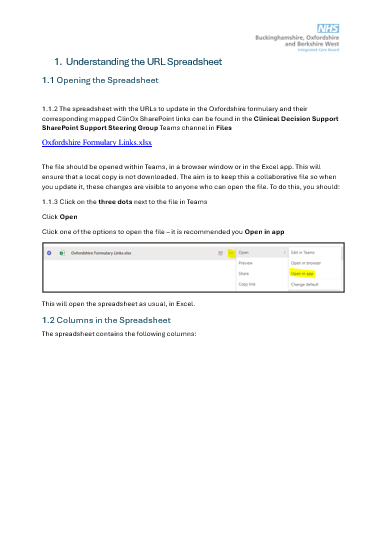 NHS
Buckinghamshire, Oxfordshire
and Berkshire West
Integrated Care Board
1. Understanding the URL Spreadsheet
1.1 Opening the Spreadsheet
1.1.2 The spreadsheet with the URLs to update in the Oxfordshire formulary and their
corresponding mapped ClinOx SharePoint links can be found in the Clinical Decision Support
SharePoint Support Steering Group Teams channel in Files
Oxfordshire Formulary Links.xlsx
The file should be opened within Teams, in a browser window or in the Excel app. This will
ensure that a local copy is not downloaded. The aim is to keep this a collaborative file so when
you update it, these changes are visible to anyone who can open the file. To do this, you should:
1.1.3 Click on the three dots next to the file in Teams
Click Open
Click one of the options to open the file – it is recommended you Open in app
Oxfordshire Formulary Links.xlsx
Open
Edit in Teams
Preview
Open in browser
Share
Open in app
Copy link
Change default
This will open the spreadsheet as usual, in Excel.
1.2 Columns in the Spreadsheet
The spreadsheet contains the following columns: